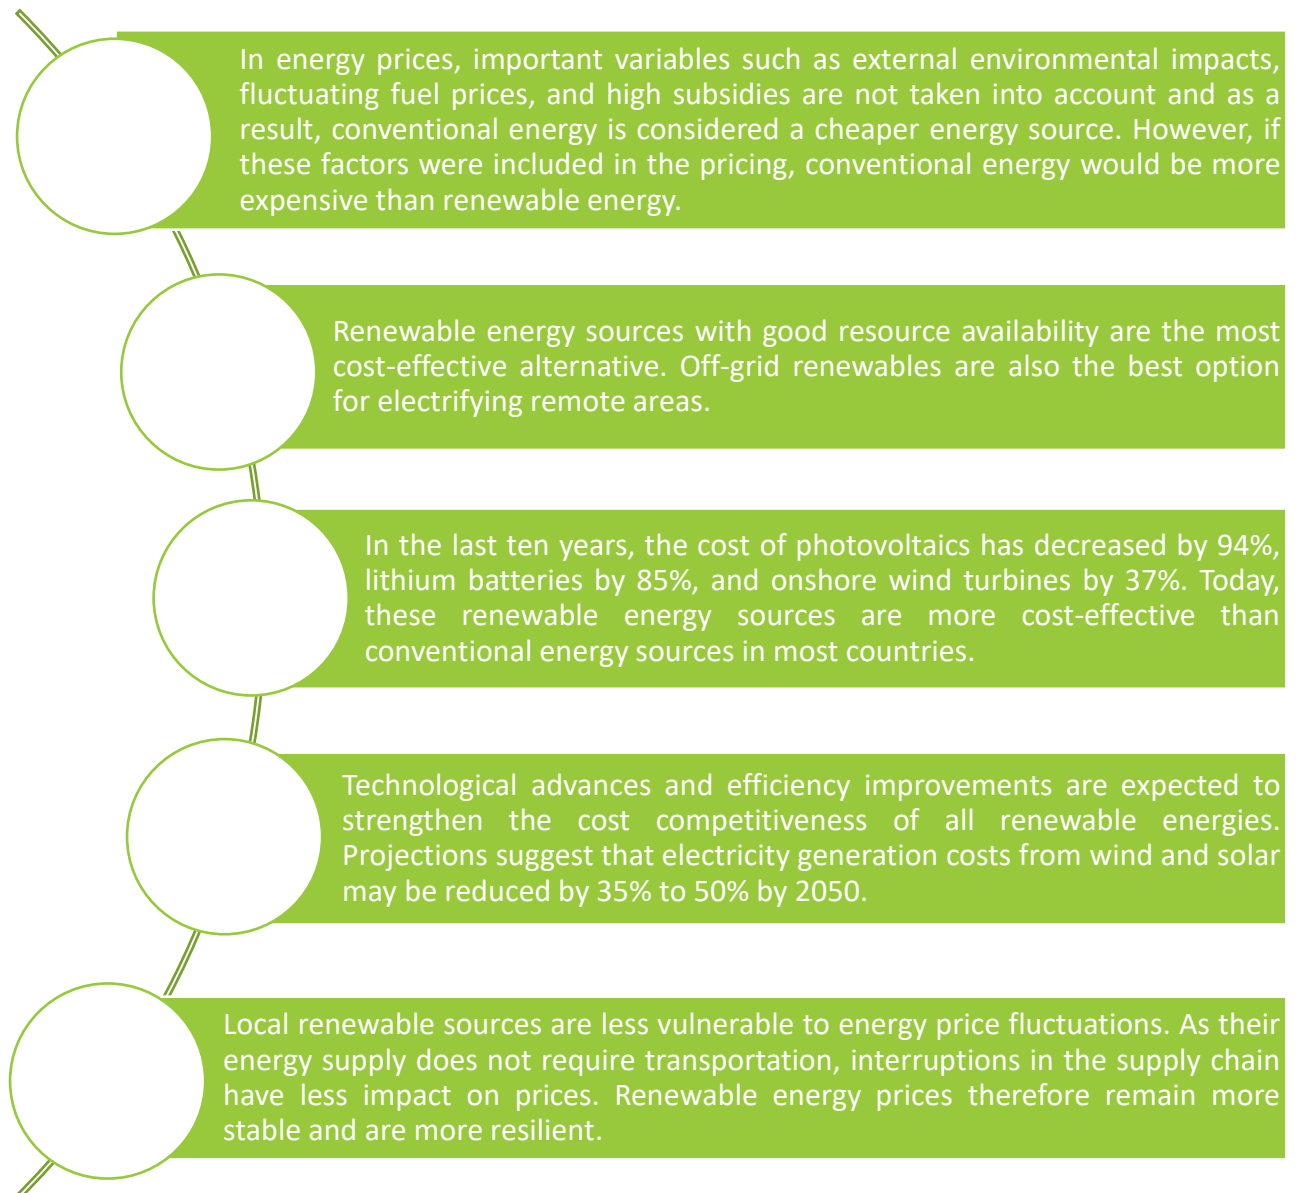 In energy prices, important variables such as external environmental impacts,
fluctuating fuel prices, and high subsidies are not taken into account and as a
result, conventional energy is considered a cheaper energy source. However, if
these factors were included in the pricing, conventional energy would be more
expensive than renewable energy.
Renewable energy sources with good resource availability are the most
cost-effective alternative. Off-grid renewables are also the best option
for electrifying remote areas.
In the last ten years, the cost of photovoltaics has decreased by 94%,
lithium batteries by 85%, and onshore wind turbines by 37%. Today,
these renewable energy sources are more cost-effective than
conventional energy sources in most countries.
Technological advances and efficiency improvements are expected to
strengthen the cost competitiveness of all renewable energies.
Projections suggest that electricity generation costs from wind and solar
may be reduced by 35% to 50% by 2050.
Local renewable sources are less vulnerable to energy price fluctuations. As their
energy supply does not require transportation, interruptions in the supply chain
have less impact on prices. Renewable energy prices therefore remain more
stable and are more resilient.